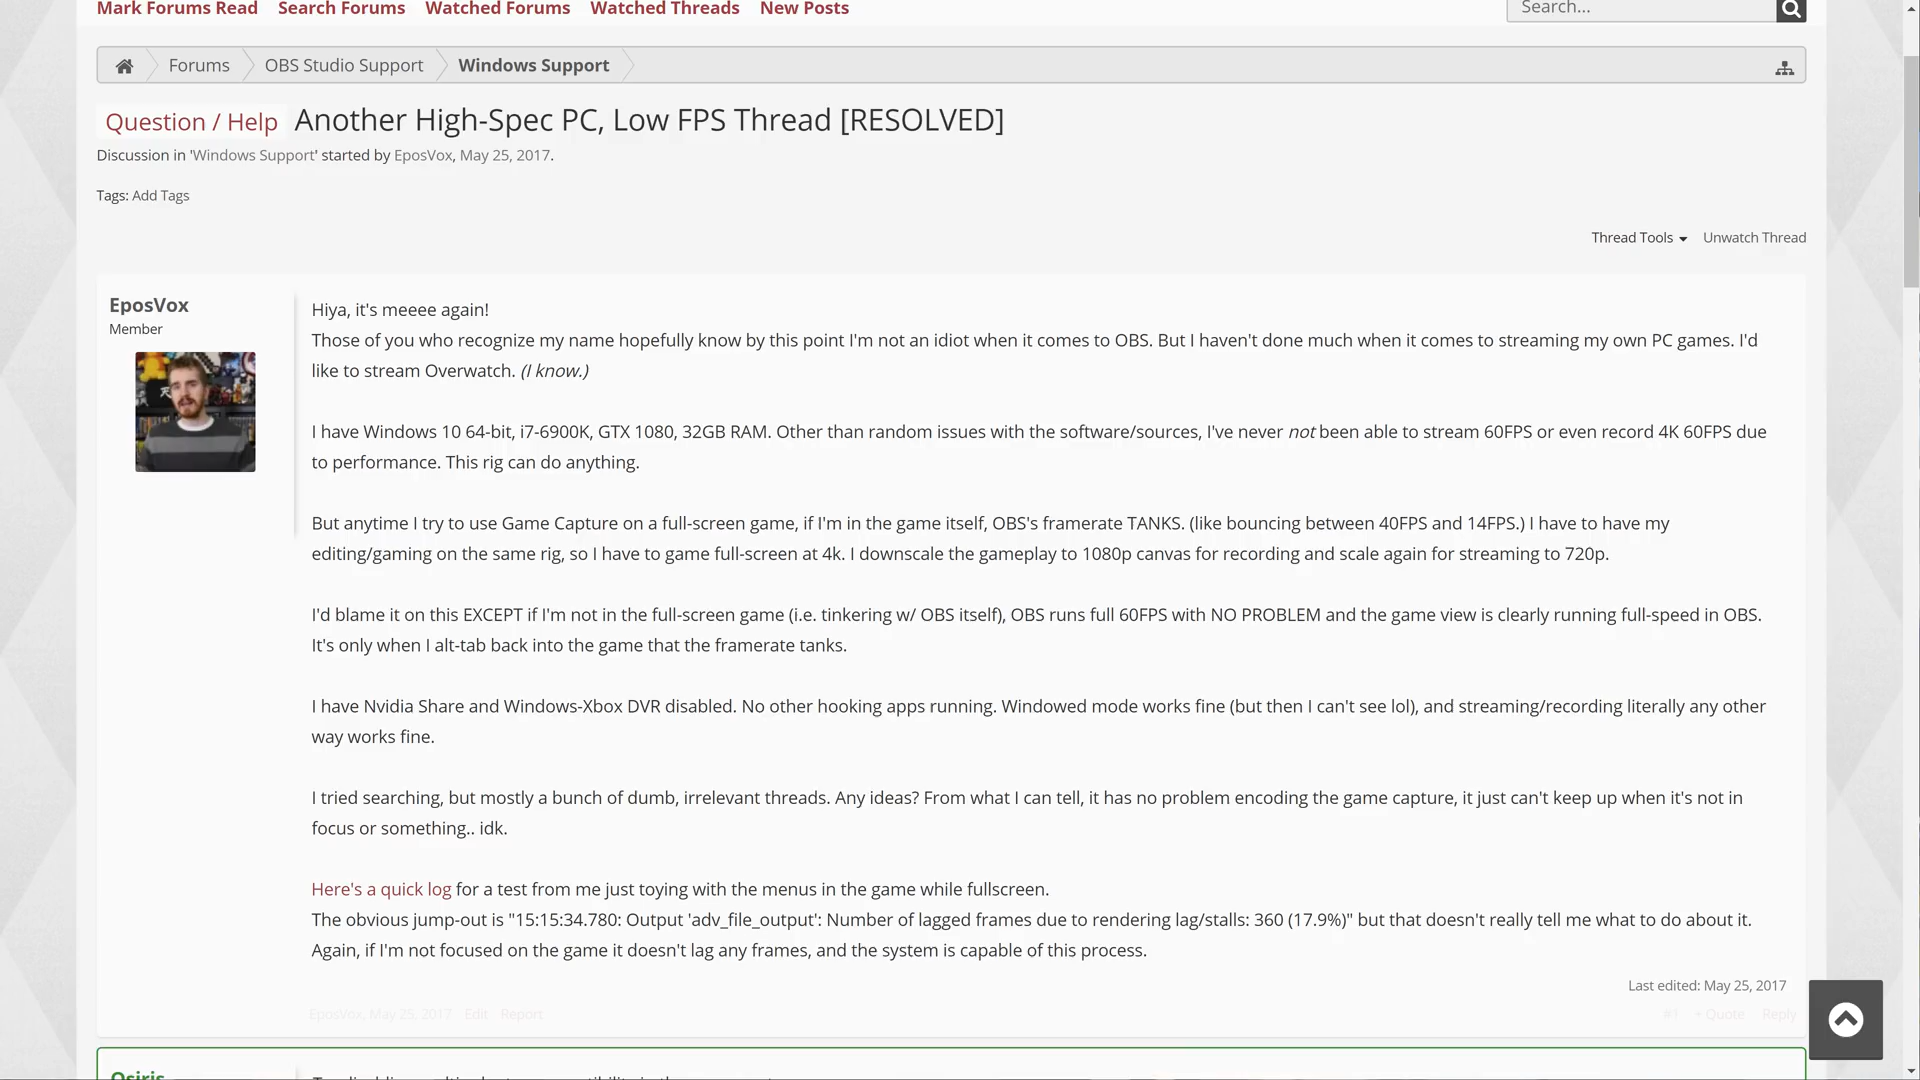 Mark Forums Read Search Forums Watched Forums Watched Threads New Posts
Search...
Forums OBS Studio Support Windows Support
Question / Help Another High-Spec PC, Low FPS Thread [RESOLVED]
Discussion in 'Windows Support' started by EposVox, May 25, 2017.
Tags: Add Tags
Thread Tools Unwatch Thread
EposVox
Member
Hiya, it's meeee again!
Those of you who recognize my name hopefully know by this point I'm not an idiot when it comes to OBS. But I haven't done much when it comes to streaming my own PC games. I'd
like to stream Overwatch. (I know.)
I have Windows 10 64-bit, i7-6900K, GTX 1080, 32GB RAM. Other than random issues with the software/sources, I've never not been able to stream 60FPS or even record 4K 60FPS due
to performance. This rig can do anything.
But anytime I try to use Game Capture on a full-screen game, if I'm in the game itself, OBS's framerate TANKS. (like bouncing between 40FPS and 14FPS.) I have to have my
editing/gaming on the same rig, so I have to game full-screen at 4k. I downscale the gameplay to 1080p canvas for recording and scale again for streaming to 720p.
I'd blame it on this EXCEPT if I'm not in the full-screen game (i.e. tinkering w/ OBS itself), OBS runs full 60FPS with NO PROBLEM and the game view is clearly running full-speed in OBS.
It's only when I alt-tab back into the game that the framerate tanks.
I have Nvidia Share and Windows-Xbox DVR disabled. No other hooking apps running. Windowed mode works fine (but then I can't see lol), and streaming/recording literally any other
way works fine.
I tried searching, but mostly a bunch of dumb, irrelevant threads. Any ideas? From what I can tell, it has no problem encoding the game capture, it just can't keep up when it's not in
focus or something.. idk.
Here's a quick log for a test from me just toying with the menus in the game while fullscreen.
The obvious jump-out is "15:15:34.780: Output 'adv_file_output': Number of lagged frames due to rendering lag/stalls: 360 (17.9%)" but that doesn't really tell me what to do about it.
Again, if I'm not focused on the game it doesn't lag any frames, and the system is capable of this process.
Last edited: May 25, 2017
EposVox, May 25, 2017 Edit Report #1 + Quote Reply
Osiris